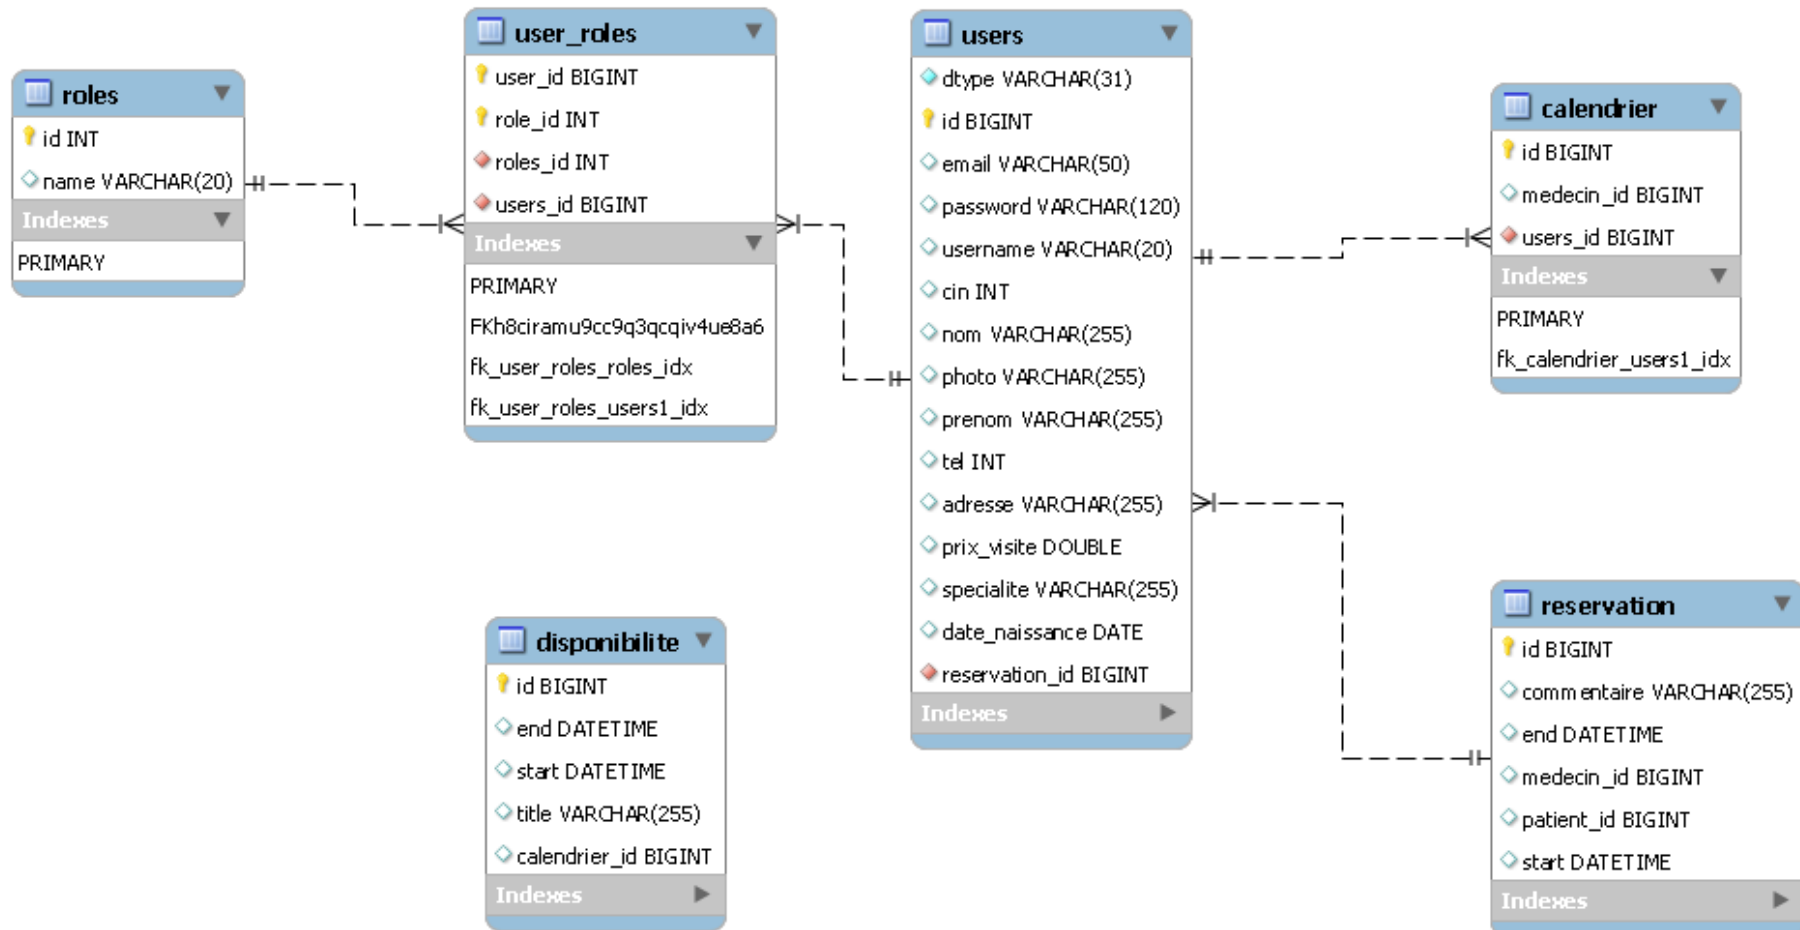 roles
id INT
name VARCHAR(20)
Indexes
PRIMARY
user_roles
user_id BIGINT
role_id INT
roles_id INT
users_id BIGINT
Indexes
PRIMARY
FKh8ciramu9cc9q3qcqiv4ue8a6
fk_user_roles_roles_idx
fk_user_roles_users1_idx
users
dtype VARCHAR(31)
id BIGINT
email VARCHAR(50)
password VARCHAR(120)
username VARCHAR(20)
cin INT
nom VARCHAR(255)
photo VARCHAR(255)
prenom VARCHAR(255)
tel INT
adresse VARCHAR(255)
prix_visite DOUBLE
specialite VARCHAR(255)
date_naissance DATE
reservation_id BIGINT
Indexes
calendrier
id BIGINT
medecin_id BIGINT
users_id BIGINT
Indexes
PRIMARY
fk_calendrier_users1_idx
disponibilite
id BIGINT
end DATETIME
start DATETIME
title VARCHAR(255)
calendrier_id BIGINT
Indexes
reservation
id BIGINT
commentaire VARCHAR(255)
end DATETIME
medecin_id BIGINT
patient_id BIGINT
start DATETIME
Indexes